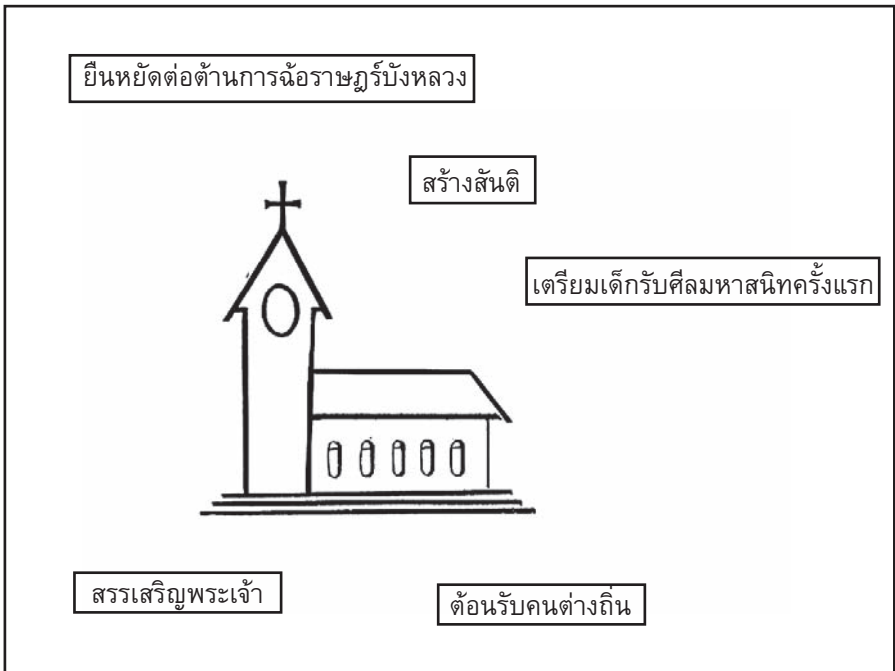 ยืนหยัดต่อต้านการฉ้อราษฎร์บังหลวง
สร้างสันติ
เตรียมเด็กรับศีลมหาสนิทครั้งแรก
สรรเสริญพระเจ้า
ต้อนรับคนต่างถิ่น